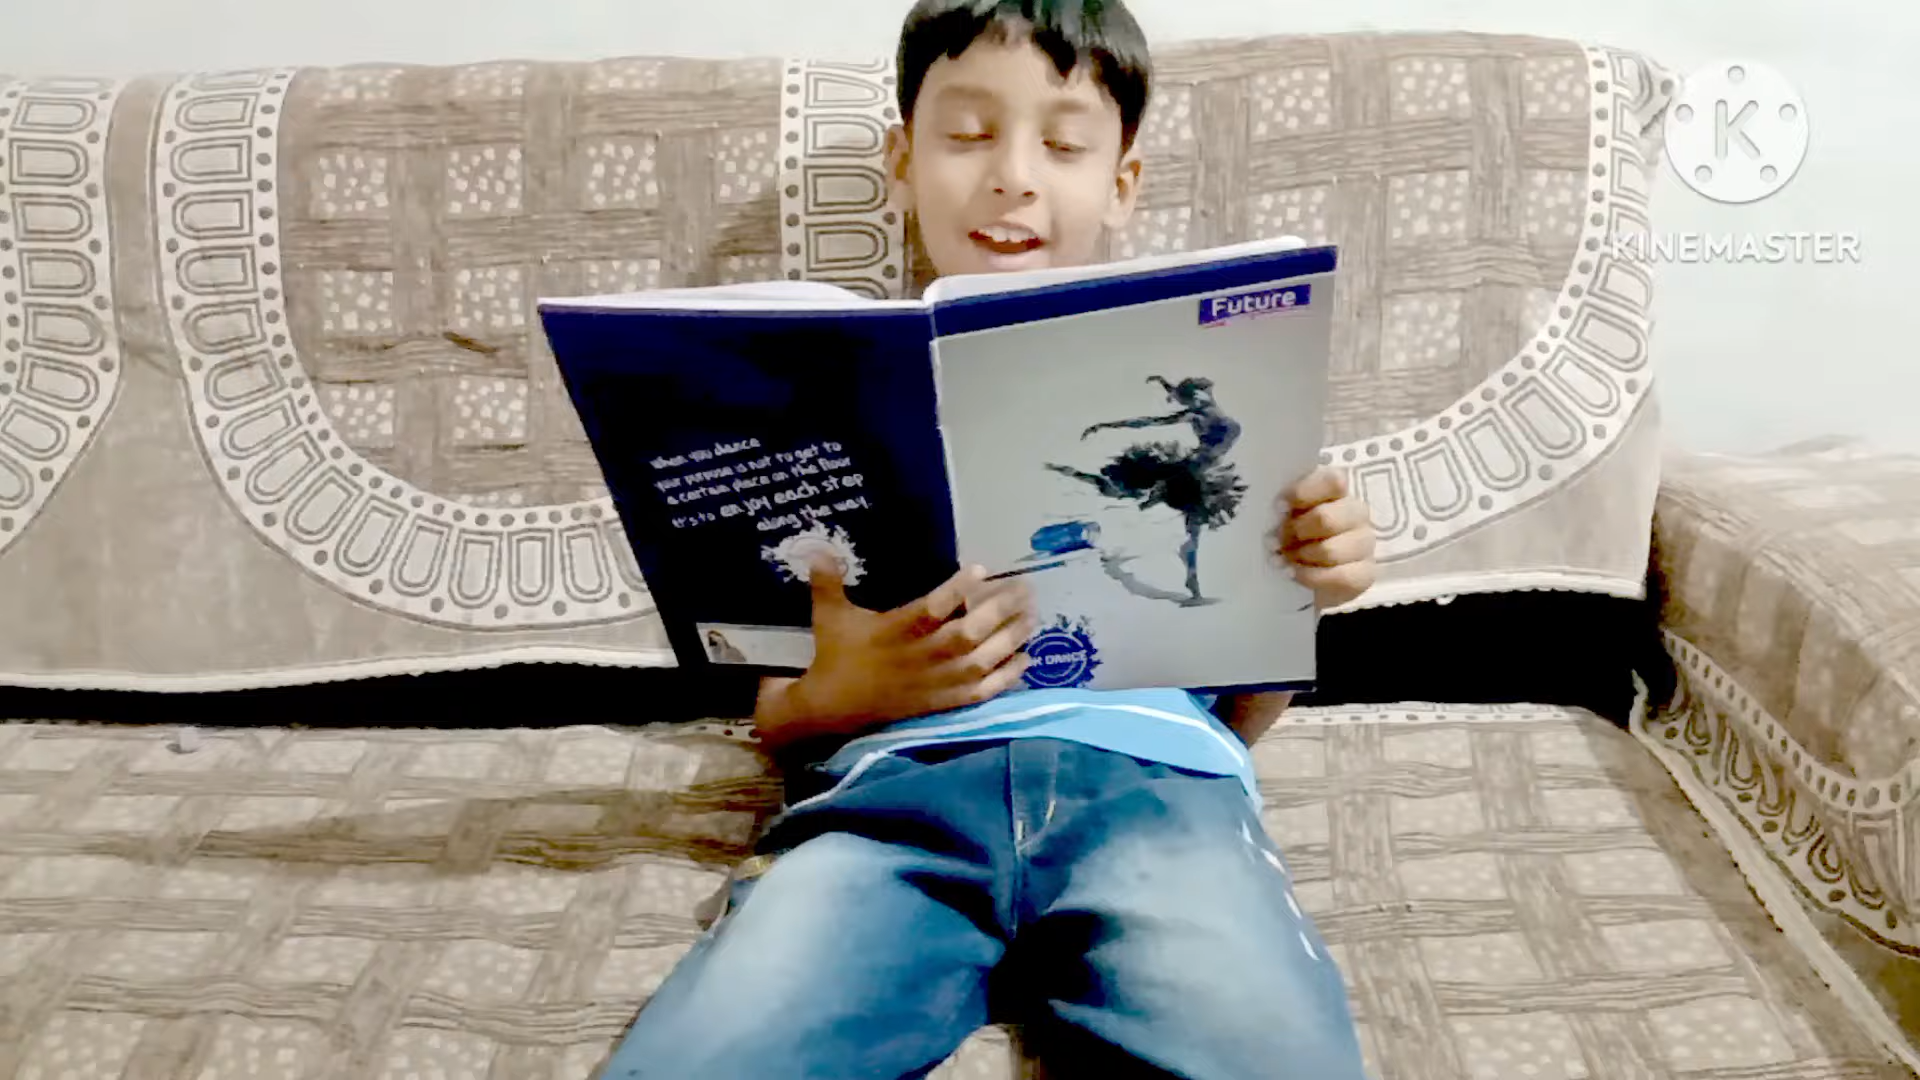 K
KINEMASTER
Future
When you dance
your purpose is not to get to
a certain place on the floor
it's to enjoy each step
along the way.
DANCE